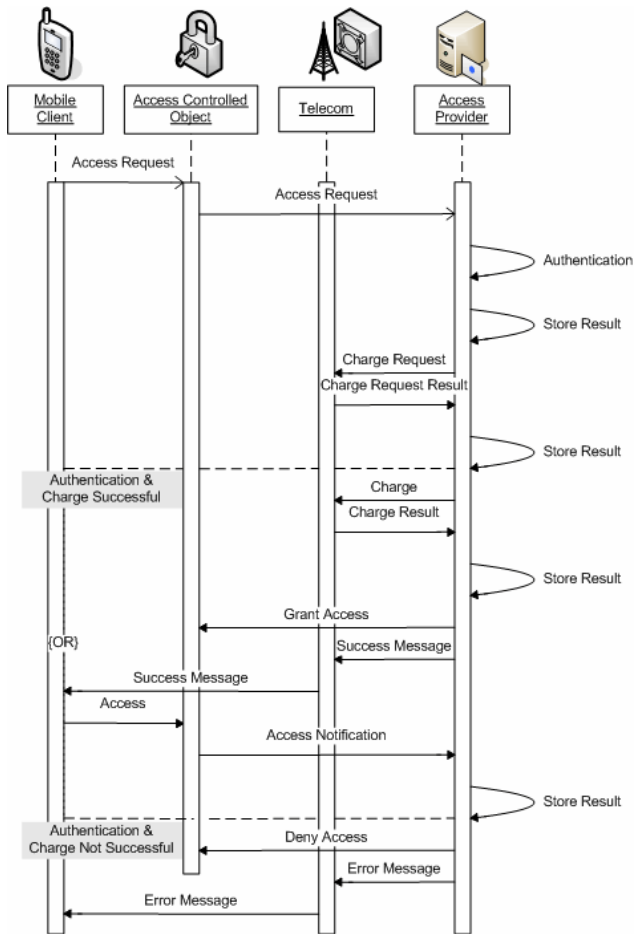 Mobile
Client
Access Controlled
Object
Telecom
Access
Provider
Access Request
Access Request
Authentication
Store Result
Charge Request
Charge Request Result
Store Result
Authentication &
Charge Successful
Charge
Charge Result
Store Result
Grant Access
{OR}
Success Message
Success Message
Access
Access Notification
Store Result
Authentication &
Charge Not Successful
Deny Access
Error Message
Error Message